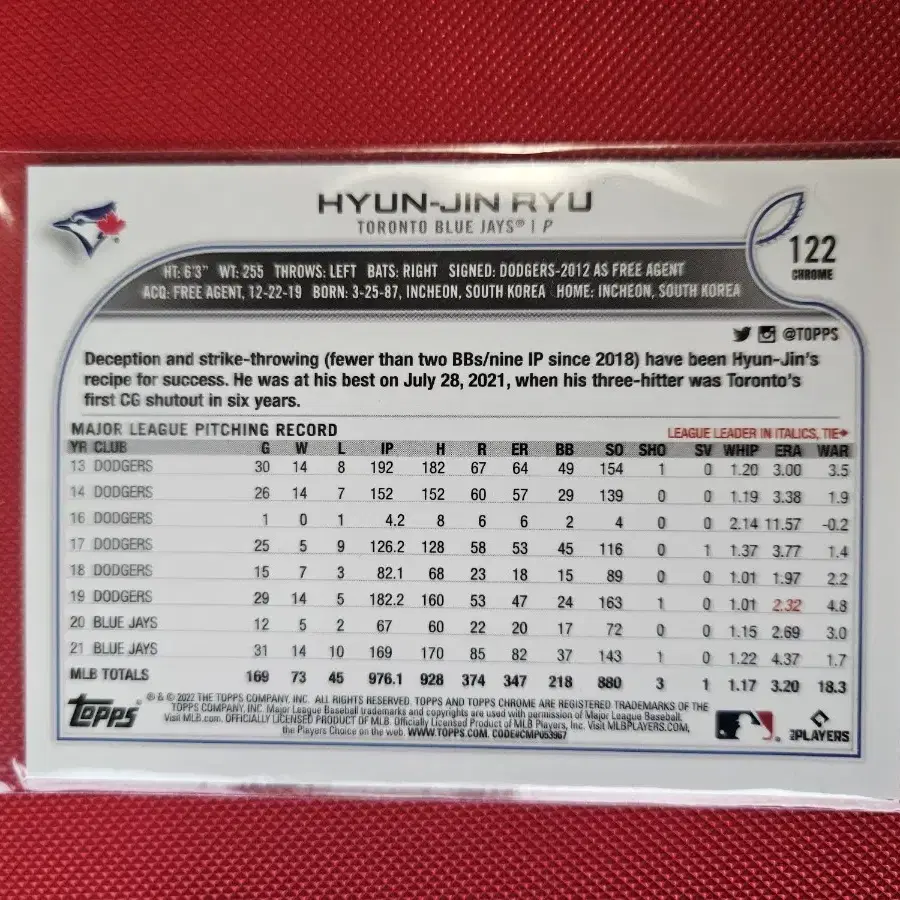 HYUN-JIN RYU
TORONTO BLUE JAYS® | P
122
CHROME
HT: 6'3" WT: 255 THROWS: LEFT BATS: RIGHT SIGNED: DODGERS-2012 AS FREE AGENT
ACQ: FREE AGENT, 12-22-19 BORN: 3-25-87, INCHEON, SOUTH KOREA HOME: INCHEON, SOUTH KOREA
@TOPPS
Deception and strike-throwing (fewer than two BBs/nine IP since 2018) have been Hyun-Jin's
recipe for success. He was at his best on July 28, 2021, when his three-hitter was Toronto's
first CG shutout in six years.
MAJOR LEAGUE PITCHING RECORD LEAGUE LEADER IN ITALICS, TIE✦
YR CLUB G W L IP H R ER BB SO SHO SV WHIP ERA WAR
13 DODGERS 30 14 8 192 182 67 64 49 154 1 0 1.20 3.00 3.5
14 DODGERS 26 14 7 152 152 60 57 29 139 0 0 1.19 3.38 1.9
16 DODGERS 1 0 1 4.2 8 6 6 2 4 0 0 2.14 11.57 -0.2
17 DODGERS 25 5 9 126.2 128 58 53 45 116 0 1 1.37 3.77 1.4
18 DODGERS 15 7 3 82.1 68 23 18 15 89 0 0 1.01 1.97 2.2
19 DODGERS 29 14 5 182.2 160 53 47 24 163 1 0 1.01 2.32 4.8
20 BLUE JAYS 12 5 2 67 60 22 20 17 72 0 0 1.15 2.69 3.0
21 BLUE JAYS 31 14 10 169 170 85 82 37 143 1 0 1.22 4.37 1.7
MLB TOTALS 169 73 45 976.1 928 374 347 218 880 3 1 1.17 3.20 18.3
topps®
® & © 2022 THE TOPPS COMPANY, INC. ALL RIGHTS RESERVED. TOPPS AND TOPPS CHROME ARE REGISTERED TRADEMARKS OF THE
TOPPS COMPANY, INC. Major League Baseball trademarks and copyrights are used with permission of Major League Baseball.
Visit MLB.com. OFFICIALLY LICENSED PRODUCT OF MLB. Officially Licensed Product of MLB Players, Inc. Visit MLBPLAYERS.COM,
the Players Choice on the web. WWW.TOPPS.COM. CODE#CMP053967
PLAYERS